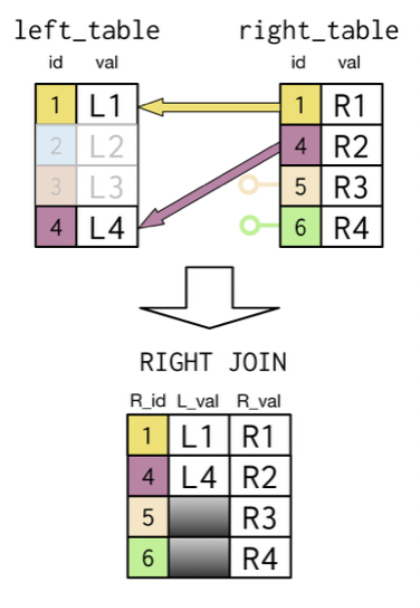 left_table right_table
id val id val
1 L1 1 R1
2 L2 4 R2
3 L3 5 R3
4 L4 6 R4
RIGHT JOIN
R_id L_val R_val
1 L1 R1
4 L4 R2
5 R3
6 R4